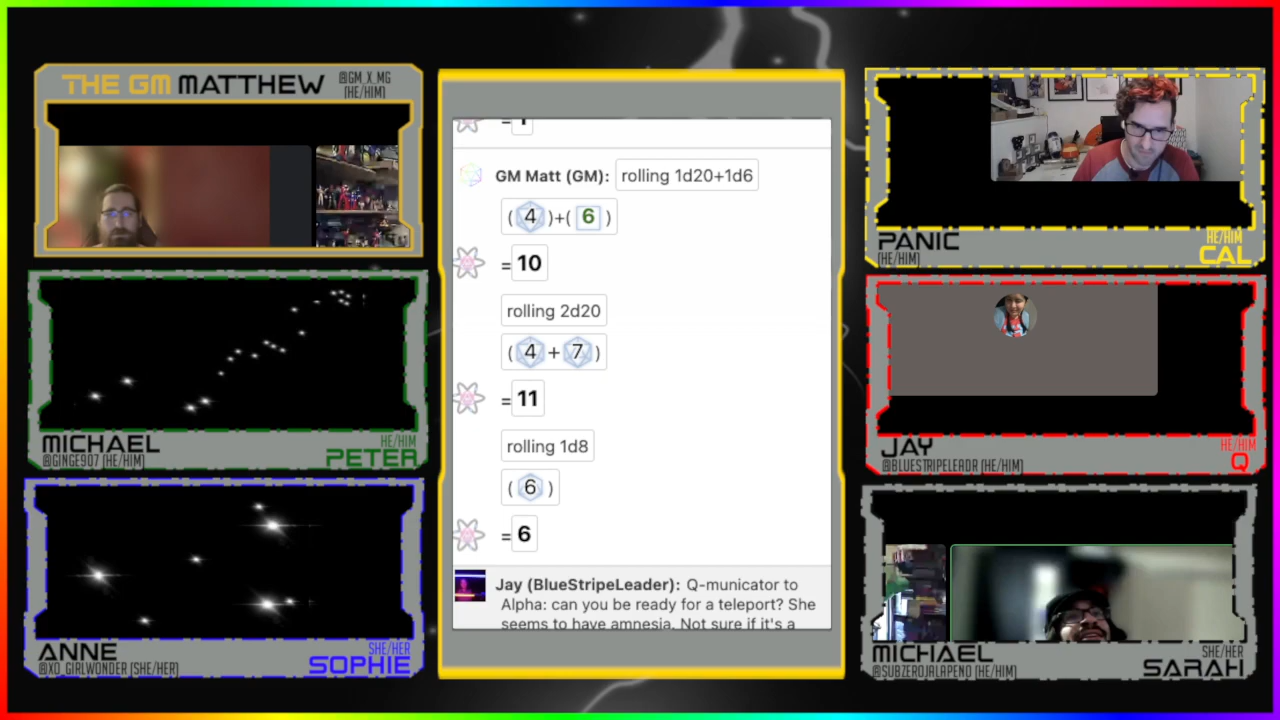 THE GM MATTHEW
@GM_X_MG
(HE/HIM)
MICHAEL
@GINGE907 (HE/HIM)
HE/HIM
PETER
ANNE
@XO_GIRLWONDER (SHE/HER)
SHE/HER
SOPHIE
=
GM Matt (GM): rolling 1d20+1d6
(4)+(6)
=10
rolling 2d20
(4+7)
=11
rolling 1d8
(6)
=6
Jay (BlueStripeLeader): Q-municator to
Alpha: can you be ready for a teleport? She
seems to have amnesia. Not sure if it's a
PANIC
(HE/HIM)
HE/HIM
CAL
JAY
@BLUESTRIPELEADR (HE/HIM)
HE/HIM
Q
MICHAEL
@SUBZEROJALAPENO (HE/HIM)
SHE/HER
SARAH